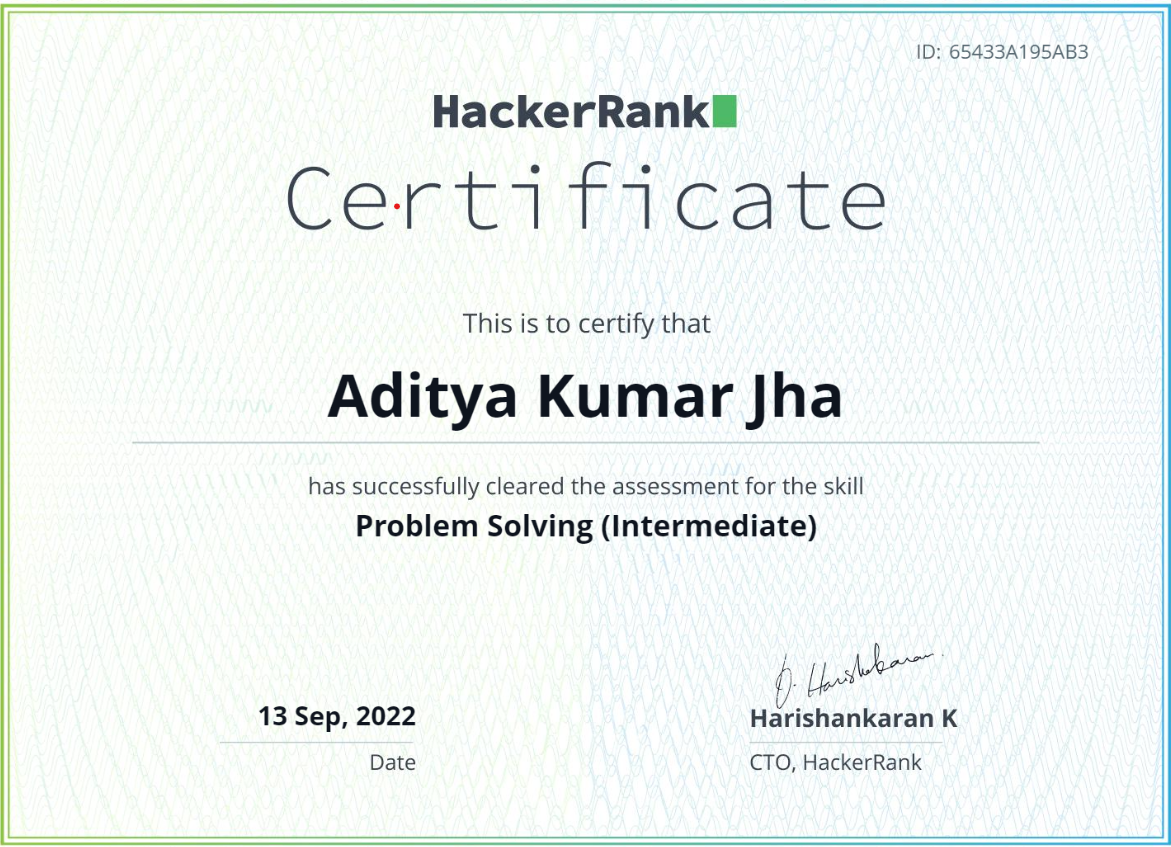 ID: 65433A195AB3
HackerRank
Certificate
This is to certify that
Aditya Kumar Jha
has successfully cleared the assessment for the skill
Problem Solving (Intermediate)
13 Sep, 2022
Date
Harishankaran K
CTO, HackerRank